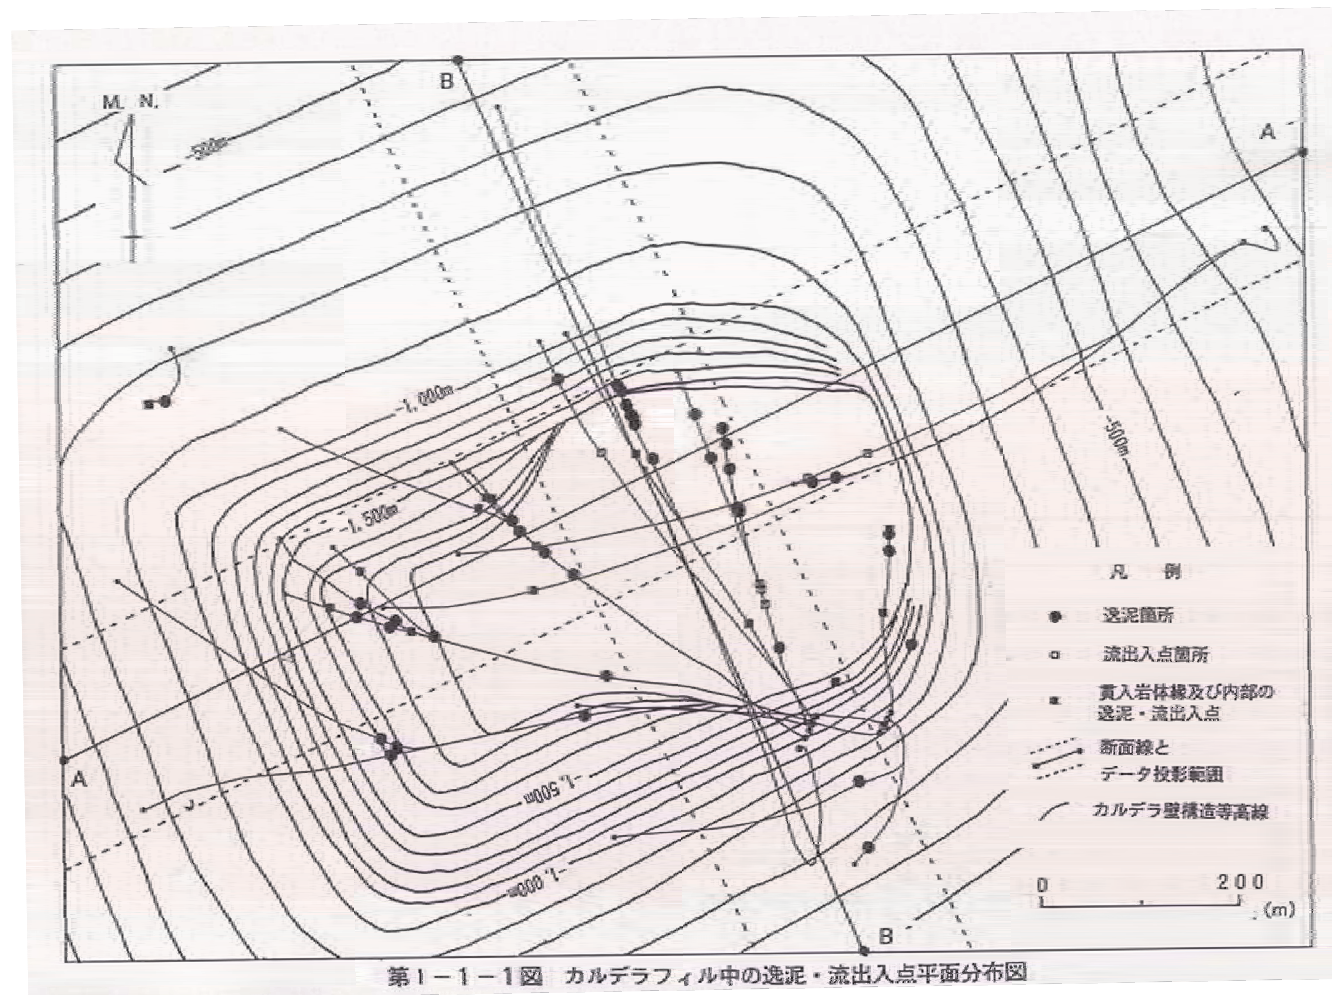 B
M. N.
-500m
A
-1,000m
-500m
-1,500m
凡 例
逸泥箇所
流出入点箇所
貫入岩体縁及び内部の
逸泥・流出入点
断面線と
データ投影範囲
カルデラ壁構造等高線
A
-1,500m
-1,000m
0 200
(m)
B
第1-1-1図 カルデラフィル中の逸泥・流出入点平面分布図